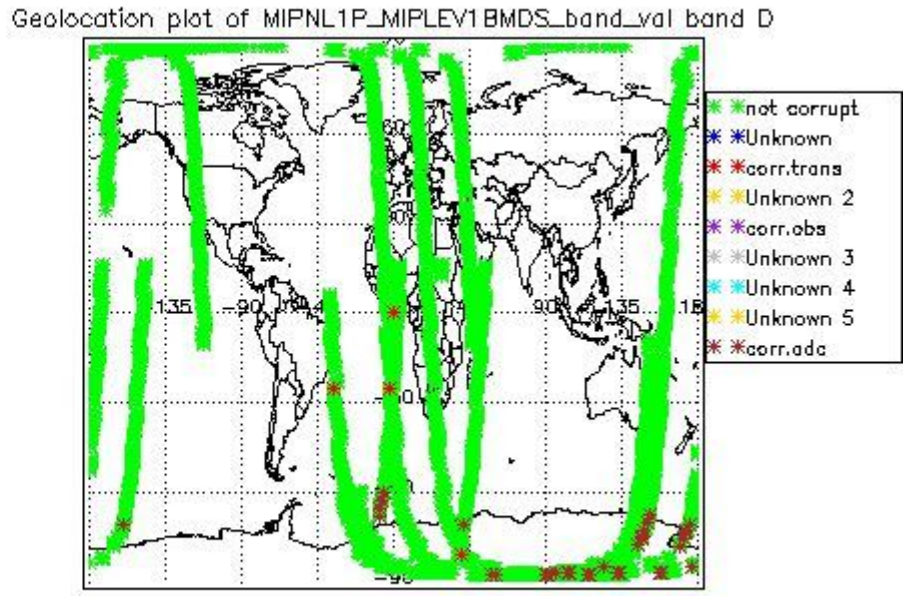 Geolocation plot of MIPNL1P_MIPLEV1BMDS_band_val band D
not corrupt
Unknown
corr.trans
Unknown 2
corr.obs
Unknown 3
Unknown 4
Unknown 5
corr.adc
135 -90 90 135
-90